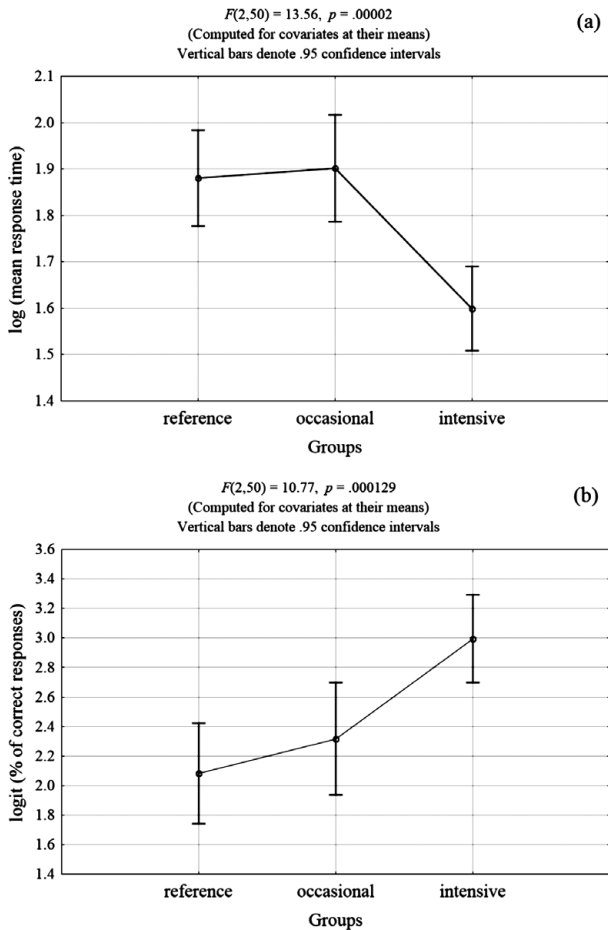 F(2,50) = 13.56, p = .00002
(a)
(Computed for covariates at their means)
Vertical bars denote .95 confidence intervals
2.1
2.0
1.9
1.8
1.7
1.6
1.5
1.4
log (mean response time)
reference occasional intensive
Groups
F(2,50) = 10.77, p = .000129
(b)
(Computed for covariates at their means)
Vertical bars denote .95 confidence intervals
3.6
3.4
3.2
3.0
2.8
2.6
2.4
2.2
2.0
1.8
1.6
1.4
logit (% of correct responses)
reference occasional intensive
Groups